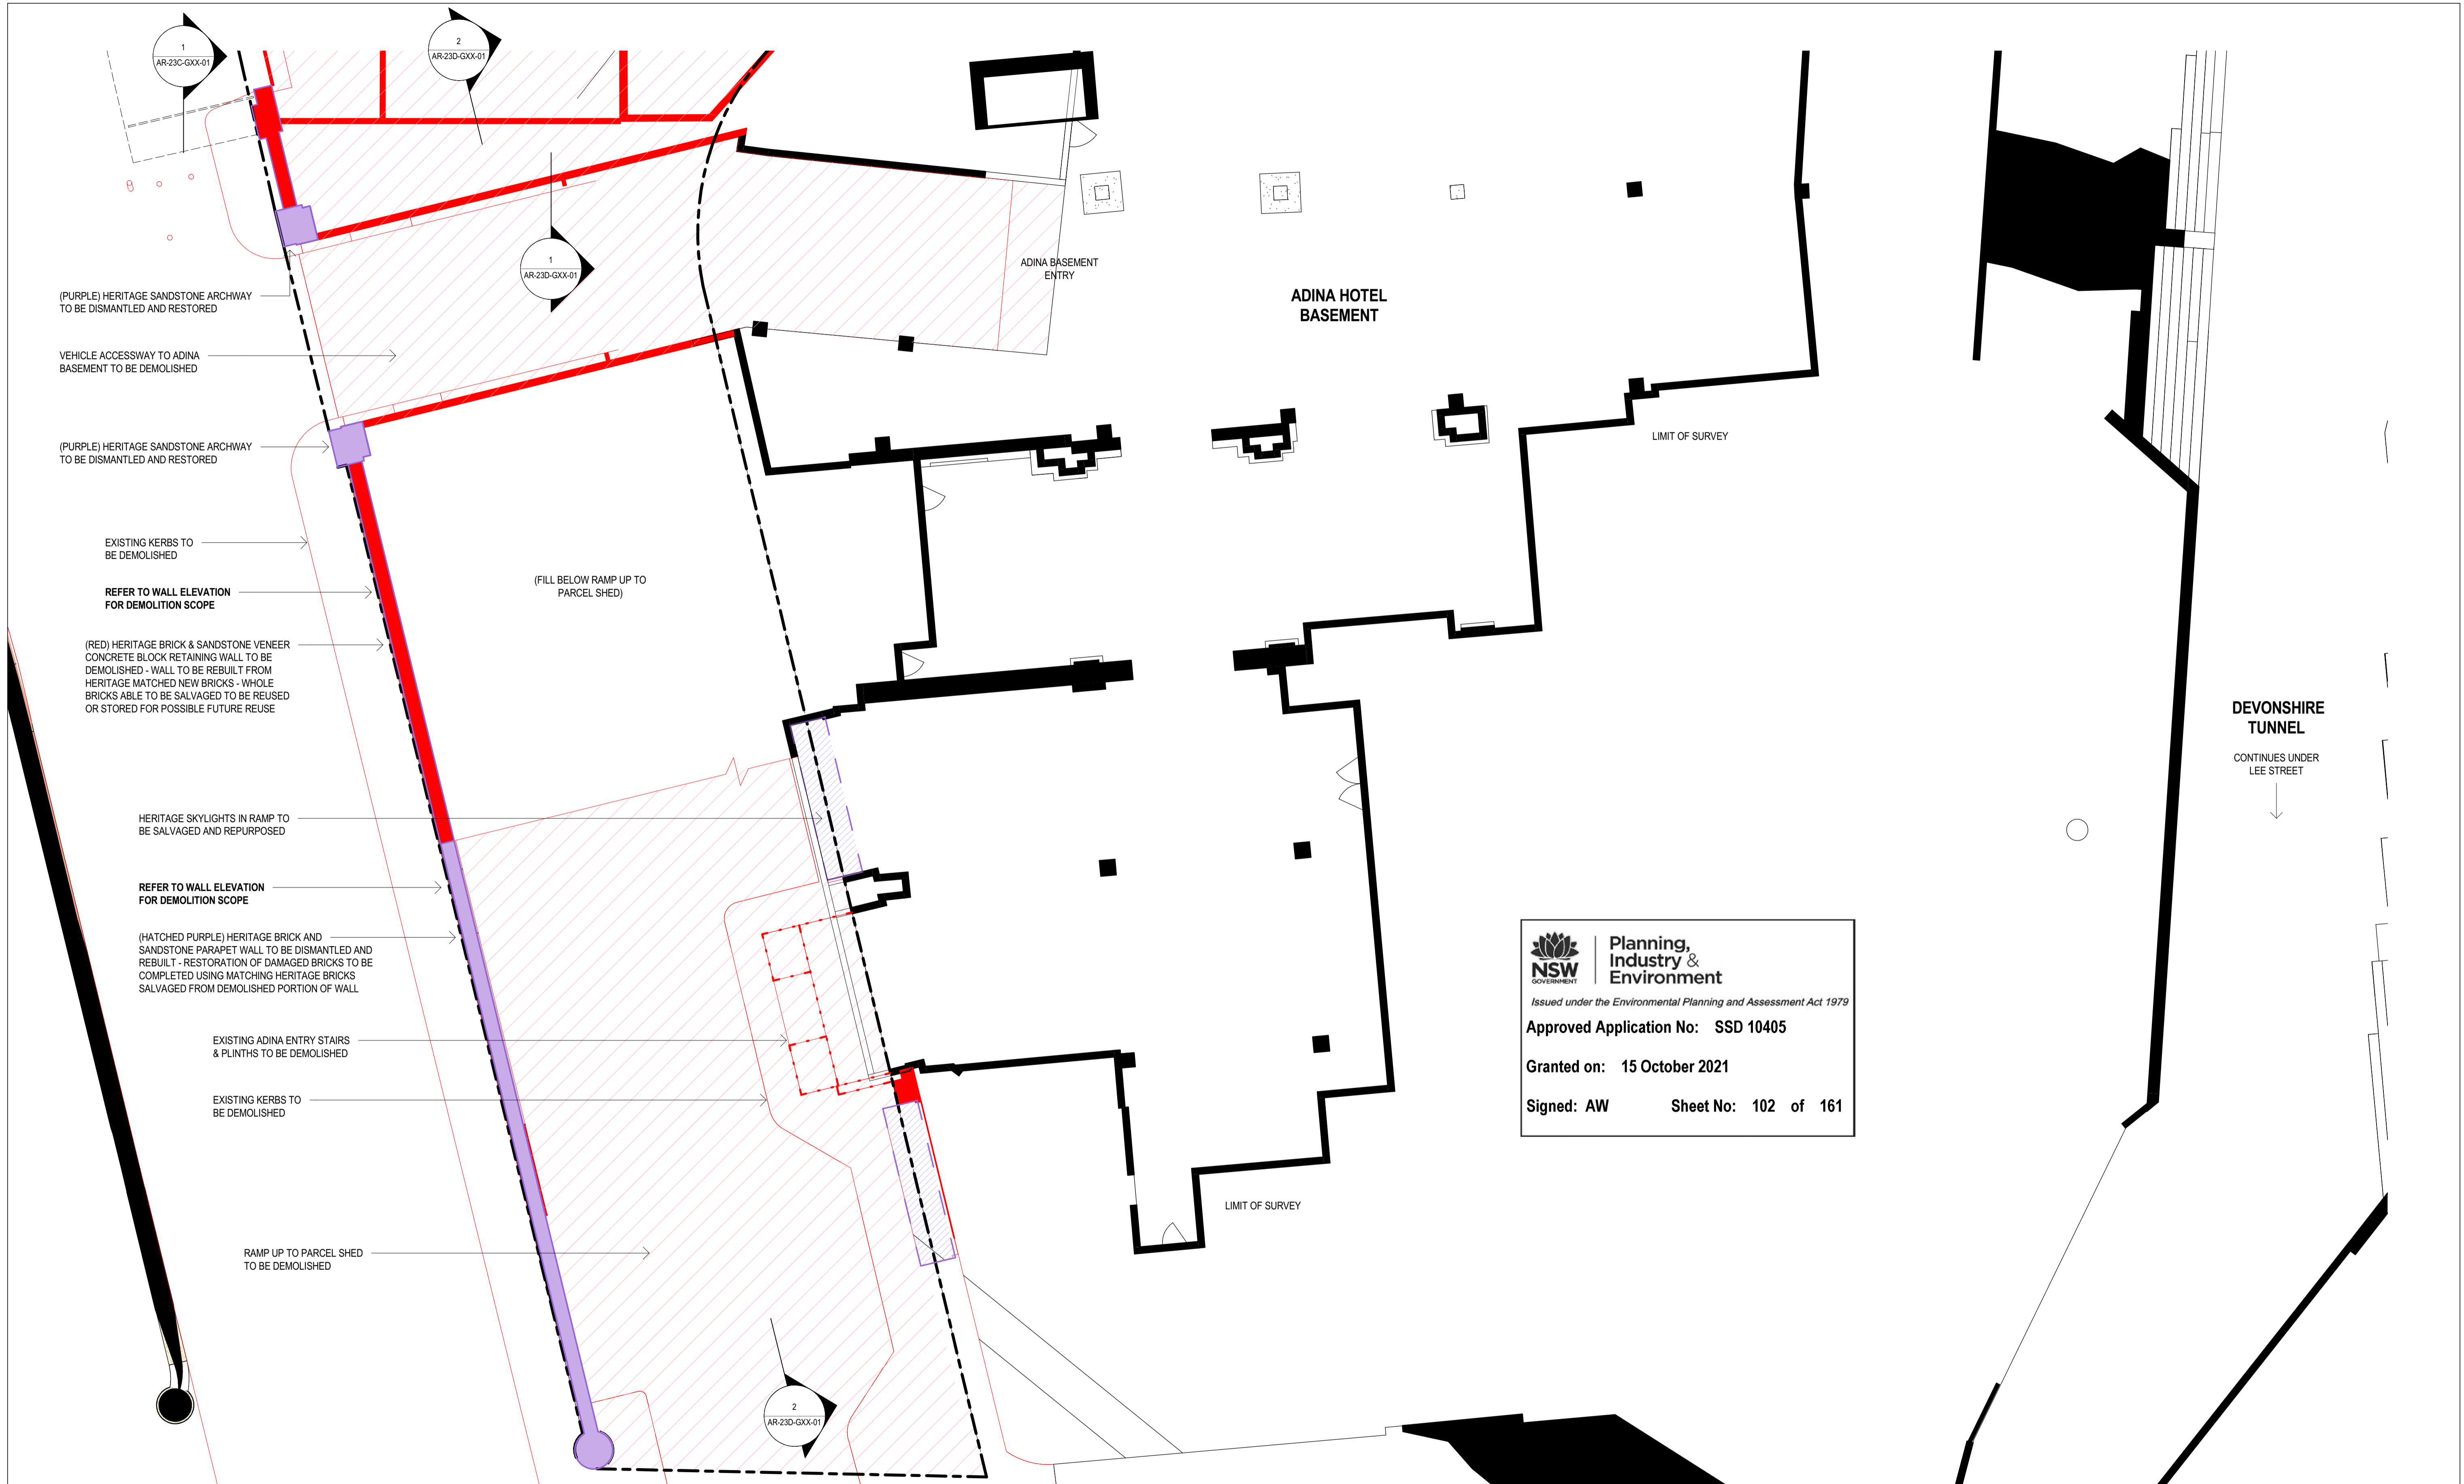 1
AR-23C-GXX-01
2
AR-23D-GXX-01
1
AR-23D-GXX-01
ADINA BASEMENT
ENTRY
ADINA HOTEL
BASEMENT
(PURPLE) HERITAGE SANDSTONE ARCHWAY
TO BE DISMANTLED AND RESTORED
VEHICLE ACCESSWAY TO ADINA
BASEMENT TO BE DEMOLISHED
(PURPLE) HERITAGE SANDSTONE ARCHWAY
TO BE DISMANTLED AND RESTORED
LIMIT OF SURVEY
EXISTING KERBS TO
BE DEMOLISHED
REFER TO WALL ELEVATION
FOR DEMOLITION SCOPE
(FILL BELOW RAMP UP TO
PARCEL SHED)
(RED) HERITAGE BRICK & SANDSTONE VENEER
CONCRETE BLOCK RETAINING WALL TO BE
DEMOLISHED - WALL TO BE REBUILT FROM
HERITAGE MATCHED NEW BRICKS - WHOLE
BRICKS ABLE TO BE SALVAGED TO BE REUSED
OR STORED FOR POSSIBLE FUTURE REUSE
DEVONSHIRE
TUNNEL
CONTINUES UNDER
LEE STREET
HERITAGE SKYLIGHTS IN RAMP TO
BE SALVAGED AND REPURPOSED
REFER TO WALL ELEVATION
FOR DEMOLITION SCOPE
(HATCHED PURPLE) HERITAGE BRICK AND
SANDSTONE PARAPET WALL TO BE DISMANTLED AND
REBUILT - RESTORATION OF DAMAGED BRICKS TO BE
COMPLETED USING MATCHING HERITAGE BRICKS
SALVAGED FROM DEMOLISHED PORTION OF WALL
EXISTING ADINA ENTRY STAIRS
& PLINTHS TO BE DEMOLISHED
EXISTING KERBS TO
BE DEMOLISHED
RAMP UP TO PARCEL SHED
TO BE DEMOLISHED
NSW
GOVERNMENT
Planning,
Industry &
Environment
Issued under the Environmental Planning and Assessment Act 1979
Approved Application No: SSD 10405
Granted on: 15 October 2021
Signed: AW Sheet No: 102 of 161
LIMIT OF SURVEY
2
AR-23D-GXX-01